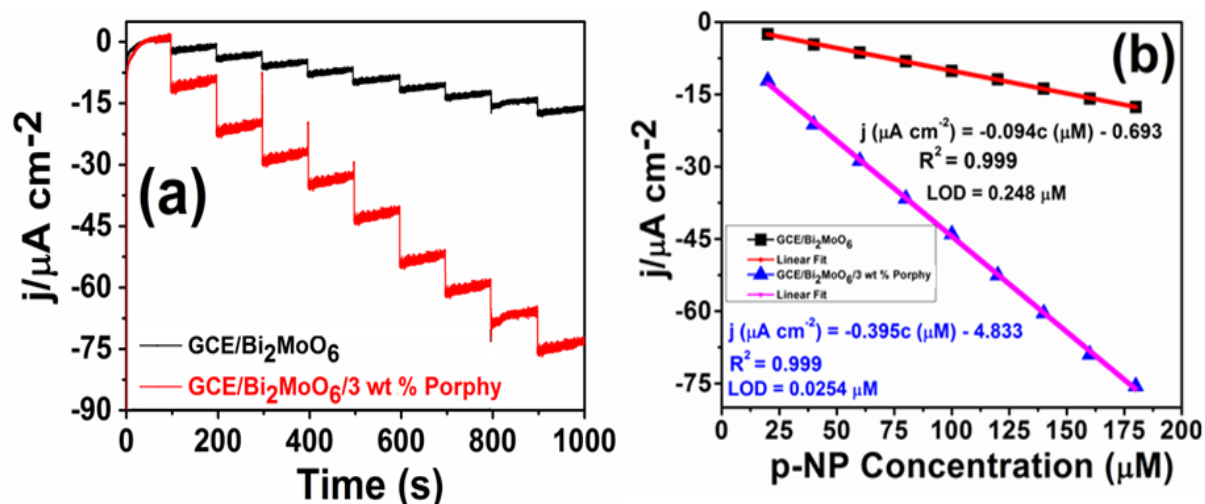 0
-15
-30
-45
-60
-75
-90
j/μA cm-2
(a)
GCE/Bi2MoO6
GCE/Bi2MoO6/3 wt % Porphy
0
200
400
600
800
1000
Time (s)
(b)
0
-15
-30
-45
-60
-75
j/μA cm-2
j (μA cm-2) = -0.094c (μM) - 0.693
R2 = 0.999
LOD = 0.248 μM
GCE/Bi2MoO6
Linear Fit
GCE/Bi2MoO6/3 wt % Porphy
Linear Fit
j (μA cm-2) = -0.395c (μM) - 4.833
R2 = 0.999
LOD = 0.0254 μM
0
25
50
75
100
125
150
175
200
p-NP Concentration (μM)